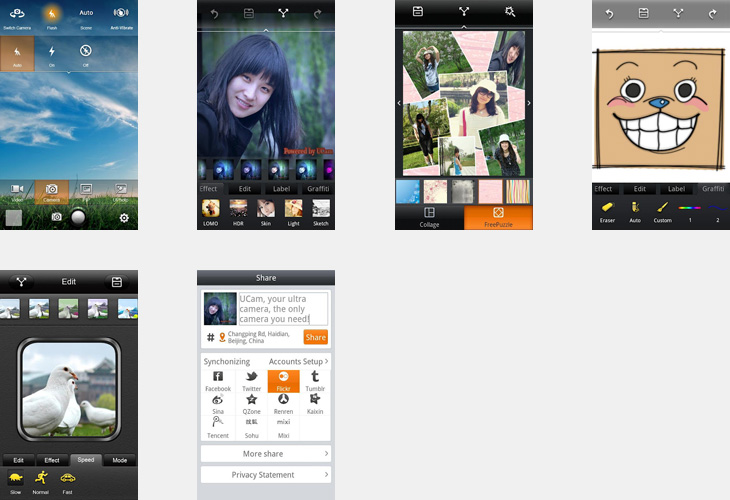 Switch Camera Flash Auto Scene Anti-Vibrate
Auto On Off
Video Camera
Powered by UCam
Effect Edit Label Graffiti
LOMO HDR Skin Light Sketch
Collage FreePuzzle
Effect Edit Label Graffiti
Eraser Auto Custom 1 2
Edit
Edit Effect Speed Mode
Slow Normal Fast
Share
UCam, your ultra
camera, the only
camera you need!
# Changping Rd, Haidian,
Beijing, China
Share
Synchonizing Accounts Setup >
Facebook Twitter Flickr Tumblr
Sina QZone Renren Kaixin
Tencent Sohu Mixi
搜狐 mixi
More share >
Privacy Statement >